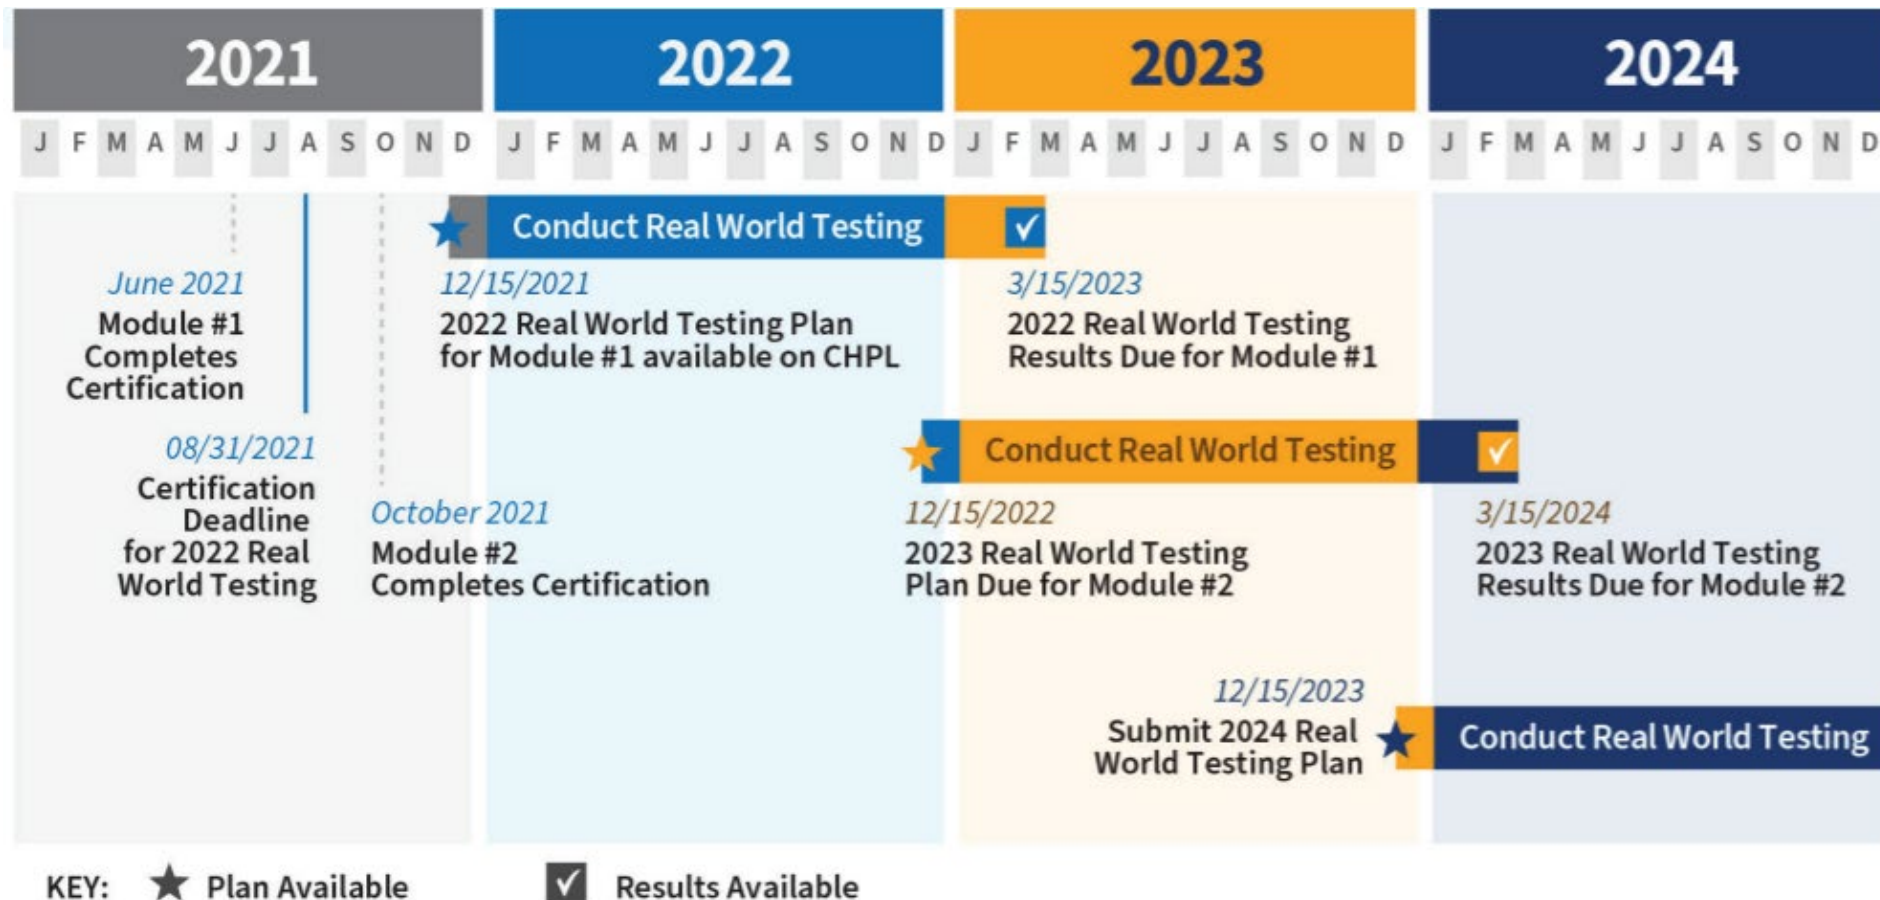 2021 2022 2023 2024
J F M A M J J A S O N D J F M A M J J A S O N D J F M A M J J A S O N D J F M A M J J A S O N D
Conduct Real World Testing
June 2021
Module #1
Completes
Certification
12/15/2021
2022 Real World Testing Plan
for Module #1 available on CHPL
3/15/2023
2022 Real World Testing
Results Due for Module #1
08/31/2021
Certification
Deadline
for 2022 Real
World Testing
October 2021
Module #2
Completes Certification
Conduct Real World Testing
12/15/2022
2023 Real World Testing
Plan Due for Module #2
3/15/2024
2023 Real World Testing
Results Due for Module #2
12/15/2023
Submit 2024 Real
World Testing Plan
Conduct Real World Testing
KEY: Plan Available Results Available